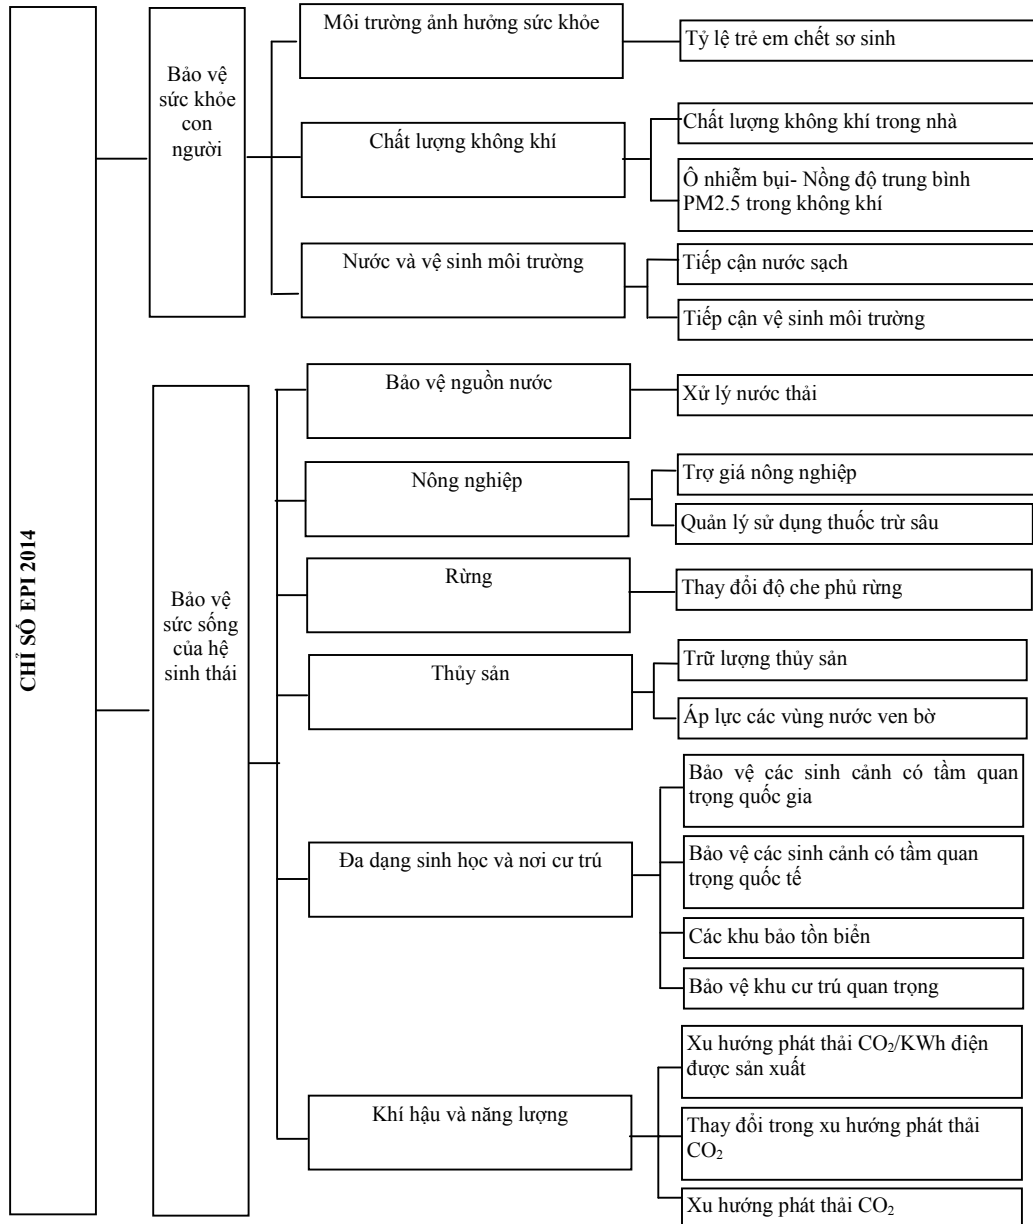 CHỈ SỐ EPI 2014
Bảo vệ
sức khỏe
con
người
Môi trường ảnh hưởng sức khỏe
Tỷ lệ trẻ em chết sơ sinh
Chất lượng không khí
Chất lượng không khí trong nhà
Ô nhiễm bụi- Nồng độ trung bình
PM2.5 trong không khí
Nước và vệ sinh môi trường
Tiếp cận nước sạch
Tiếp cận vệ sinh môi trường
Bảo vệ
sức sống
của hệ
sinh thái
Bảo vệ nguồn nước
Xử lý nước thải
Nông nghiệp
Trợ giá nông nghiệp
Quản lý sử dụng thuốc trừ sâu
Rừng
Thay đổi độ che phủ rừng
Thủy sản
Trữ lượng thủy sản
Áp lực các vùng nước ven bờ
Đa dạng sinh học và nơi cư trú
Bảo vệ các sinh cảnh có tầm quan
trọng quốc gia
Bảo vệ các sinh cảnh có tầm quan
trọng quốc tế
Các khu bảo tồn biển
Bảo vệ khu cư trú quan trọng
Khí hậu và năng lượng
Xu hướng phát thải CO₂/KWh điện
được sản xuất
Thay đổi trong xu hướng phát thải
CO₂
Xu hướng phát thải CO₂